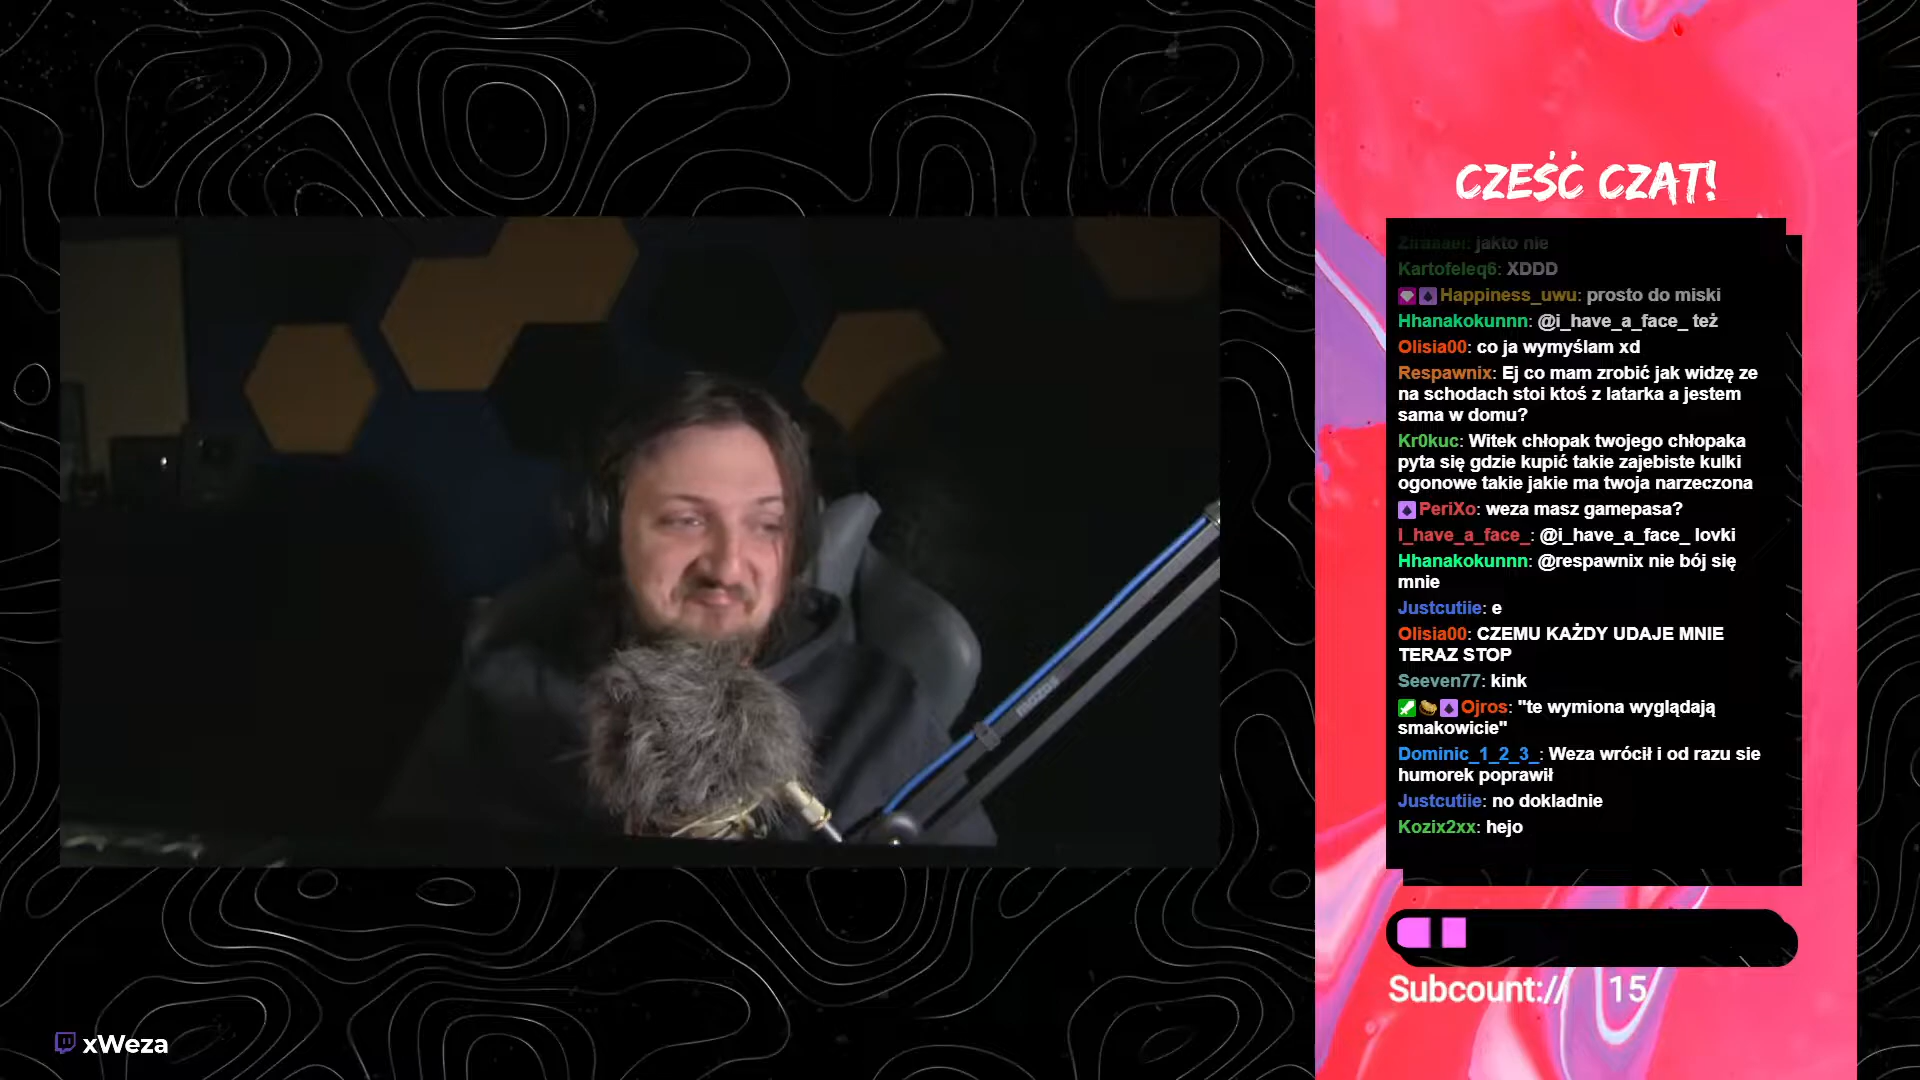 CZEŚĆ CZAT!
Ziraaael: jakto nie
Kartofeleq6: XDDD
Happiness_uwu: prosto do miski
Hhanakokunnn: @i_have_a_face_ też
Olisia00: co ja wymyślam xd
Respawnix: Ej co mam zrobić jak widzę ze
na schodach stoi ktoś z latarka a jestem
sama w domu?
Kr0kuc: Witek chłopak twojego chłopaka
pyta się gdzie kupić takie zajebiste kulki
ogonowe takie jakie ma twoja narzeczona
PeriXo: weza masz gamepasa?
I_have_a_face_: @i_have_a_face_ lovki
Hhanakokunnn: @respawnix nie bój się
mnie
Justcutiie: e
Olisia00: CZEMU KAŻDY UDAJE MNIE
TERAZ STOP
Seeven77: kink
Ojros: "te wymiona wyglądają
smakowicie"
Dominic_1_2_3_: Weza wrócił i od razu sie
humorek poprawił
Justcutiie: no dokladnie
Kozix2xx: hejo
mozos
Subcount:// 15
xWeza